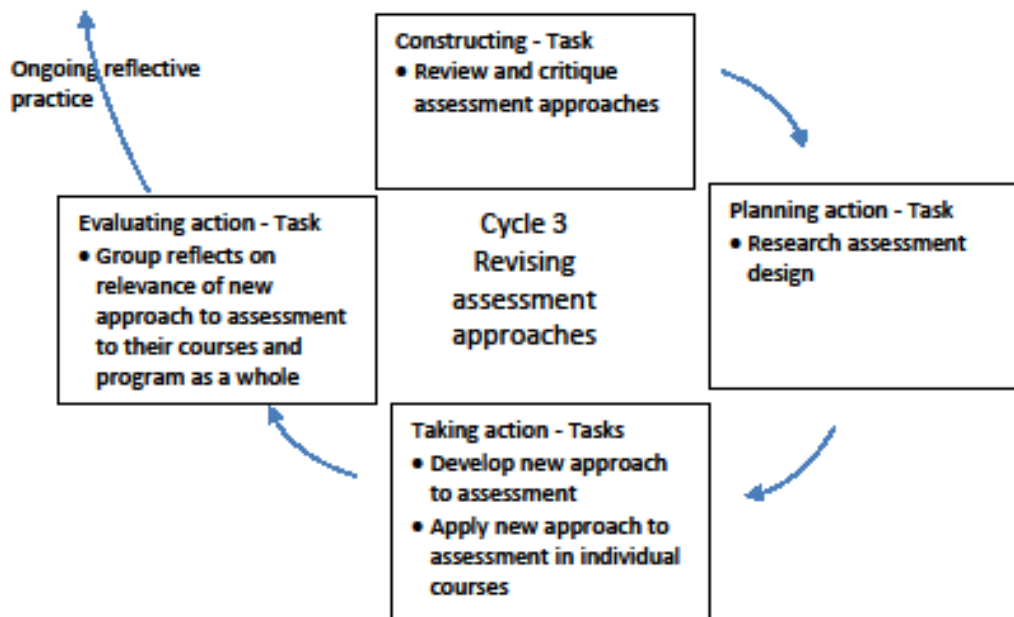 Constructing - Task
• Review and critique
assessment approaches
Ongoing reflective
practice
Planning action - Task
• Research assessment
design
Cycle 3
Revising
assessment
approaches
Evaluating action - Task
• Group reflects on
relevance of new
approach to assessment
to their courses and
program as a whole
Taking action - Tasks
• Develop new approach
to assessment
• Apply new approach to
assessment in individual
courses